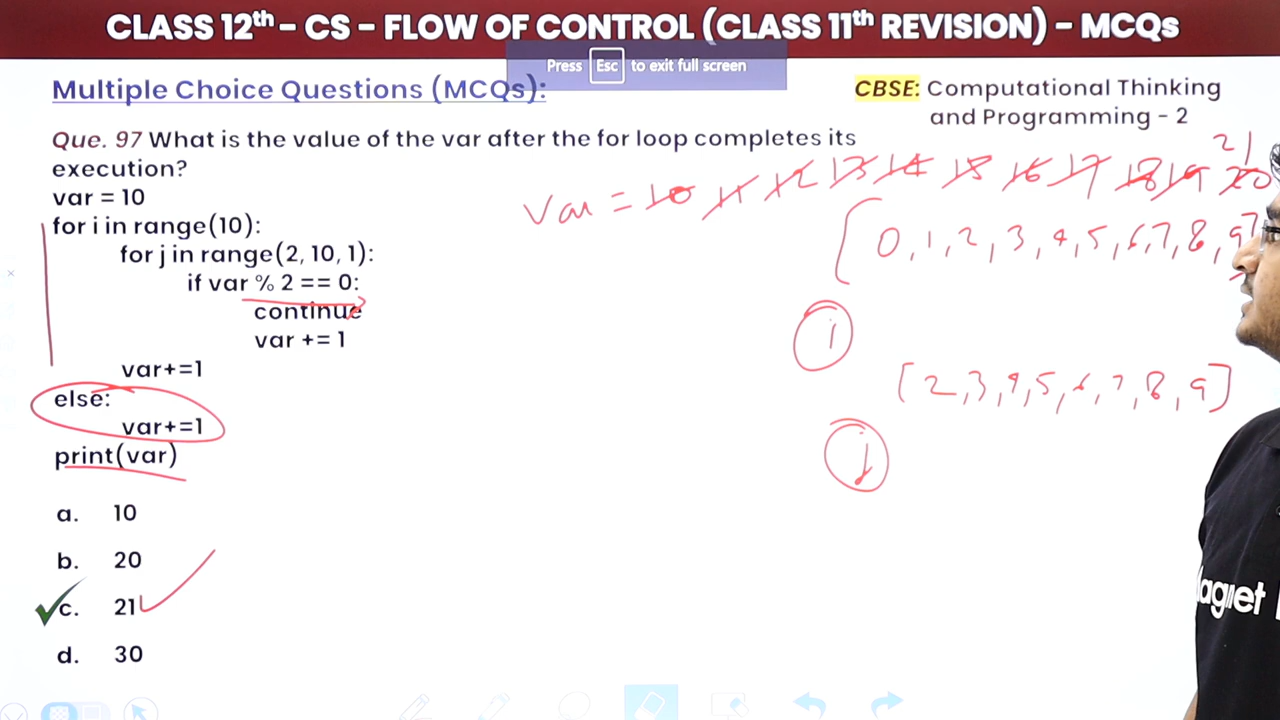 CLASS 12th - CS - FLOW OF CONTROL (CLASS 11th REVISION) - MCQs
Press Esc to exit full screen
Multiple Choice Questions (MCQs):
CBSE: Computational Thinking
and Programming - 2
Que. 97 What is the value of the var after the for loop completes its
execution?
var = 10
for i in range(10):
for j in range(2, 10, 1):
if var % 2 == 0:
continue
var += 1
var+=1
else:
var+=1
print(var)
a. 10
b. 20
c. 21
d. 30
21
Var = 10 11 12 13 14 15 16 17 18 19 20
[0, 1, 2, 3, 4, 5, 6, 7, 8, 9]
i
[2, 3, 4, 5, 6, 7, 8, 9]
j
agnet